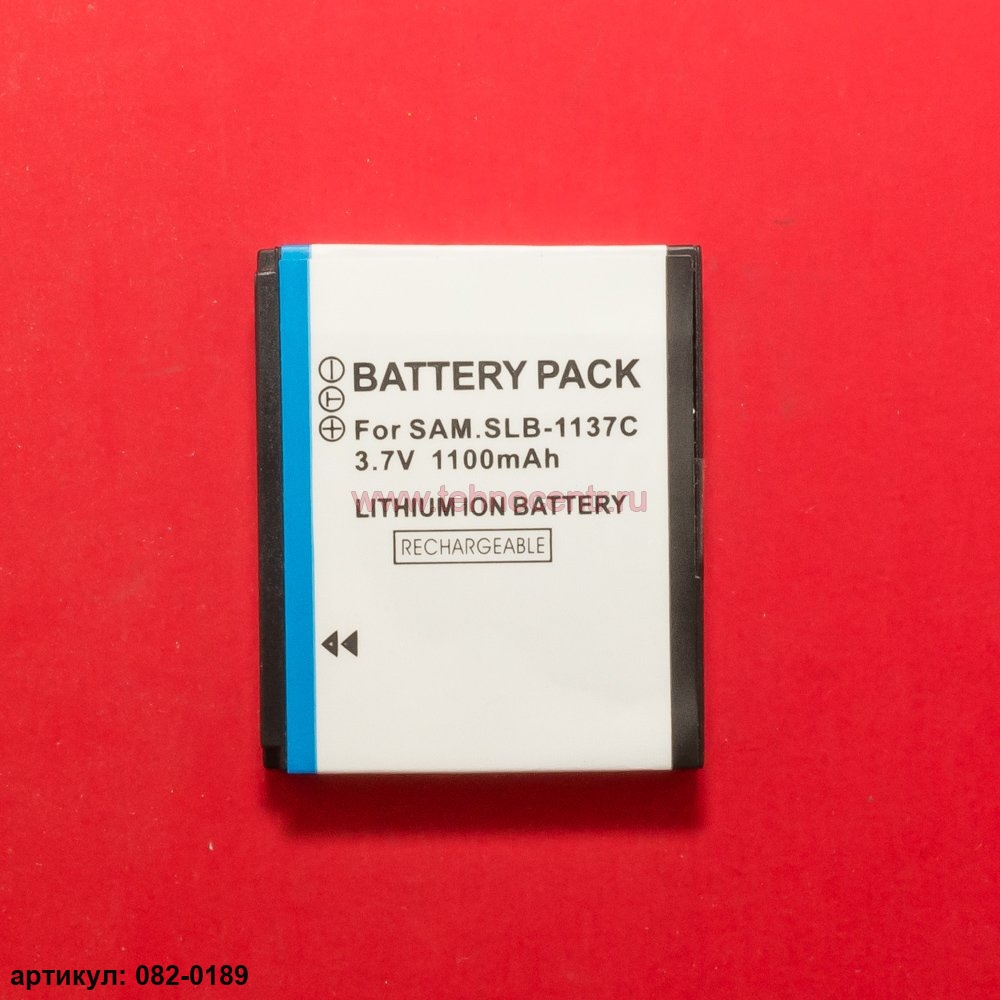 BATTERY PACK
For SAM.SLB-1137C
3.7V 1100mAh
www.tehnocentr.ru
LITHIUM ION BATTERY
RECHARGEABLE
артикул: 082-0189